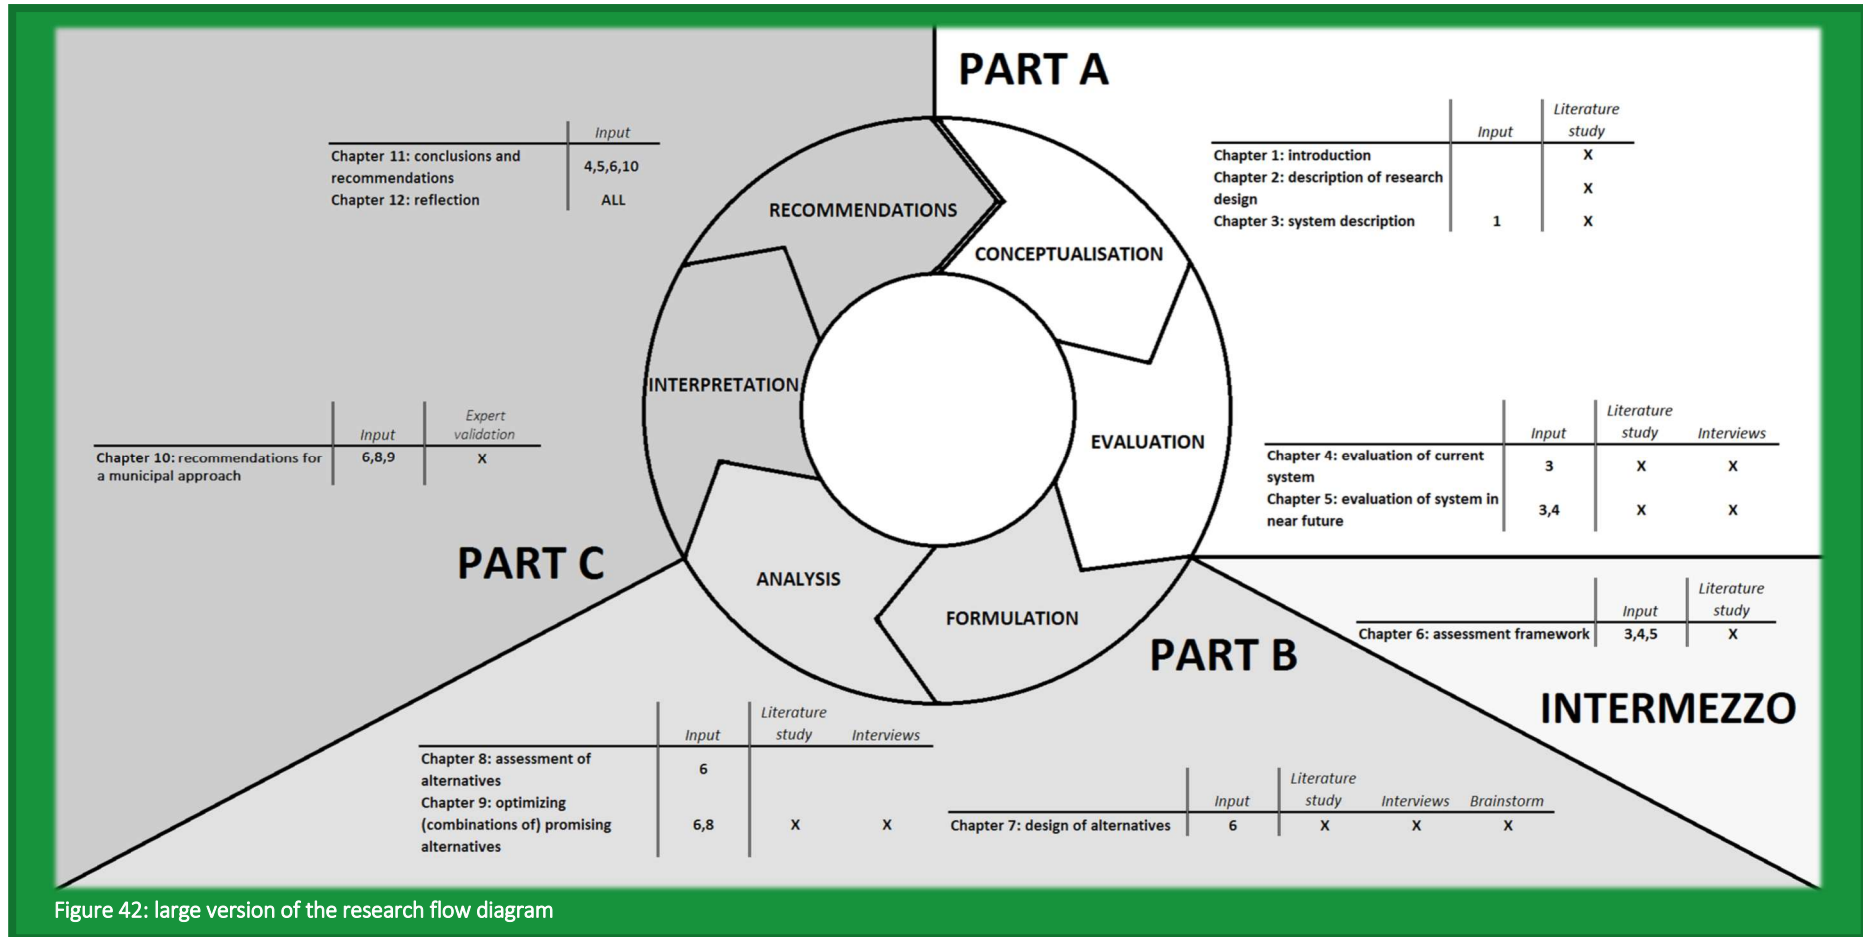 PART A
Literature
Input study
Chapter 1: introduction X
Chapter 2: description of research
design X
Chapter 3: system description 1 X
Input
Chapter 11: conclusions and
recommendations 4,5,6,10
Chapter 12: reflection ALL
RECOMMENDATIONS
CONCEPTUALISATION
INTERPRETATION
EVALUATION
ANALYSIS
FORMULATION
Expert
Input validation
Chapter 10: recommendations for 6,8,9 X
a municipal approach
Literature
Input study Interviews
Chapter 4: evaluation of current
system 3 X X
Chapter 5: evaluation of system in
near future 3,4 X X
PART C
Literature
Input study
Chapter 6: assessment framework 3,4,5 X
PART B
INTERMEZZO
Literature
Input study Interviews
Chapter 8: assessment of
alternatives 6
Chapter 9: optimizing
(combinations of) promising 6,8 X X
alternatives
Literature
Input study Interviews Brainstorm
Chapter 7: design of alternatives 6 X X X
Figure 42: large version of the research flow diagram